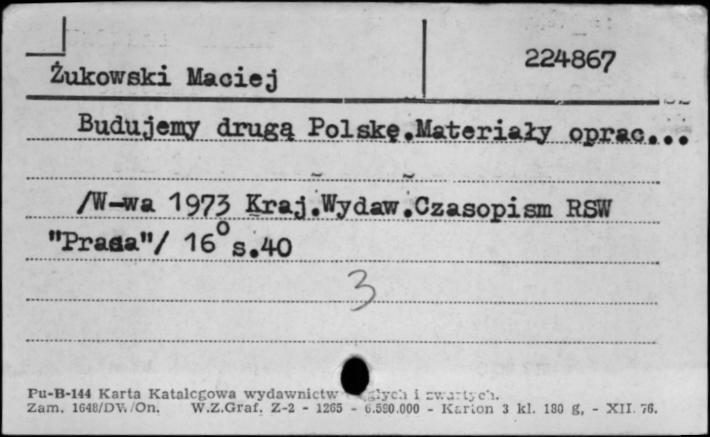 224867
Żukowski Maciej
Budujemy drugą Polskę.Materiały oprac...
/W-wa 1973 Kraj.Wydaw.Czasopism RSW
"Prasa"/ 16° s.40
3
Pu-B-144 Karta Katalogowa wydawnictw i zwartych.
Zam. 1648/DW./On. W.Z.Graf. Z-2 - 1265 - 6.590.000 - Karton 3 kl. 180 g, - XII. 76.